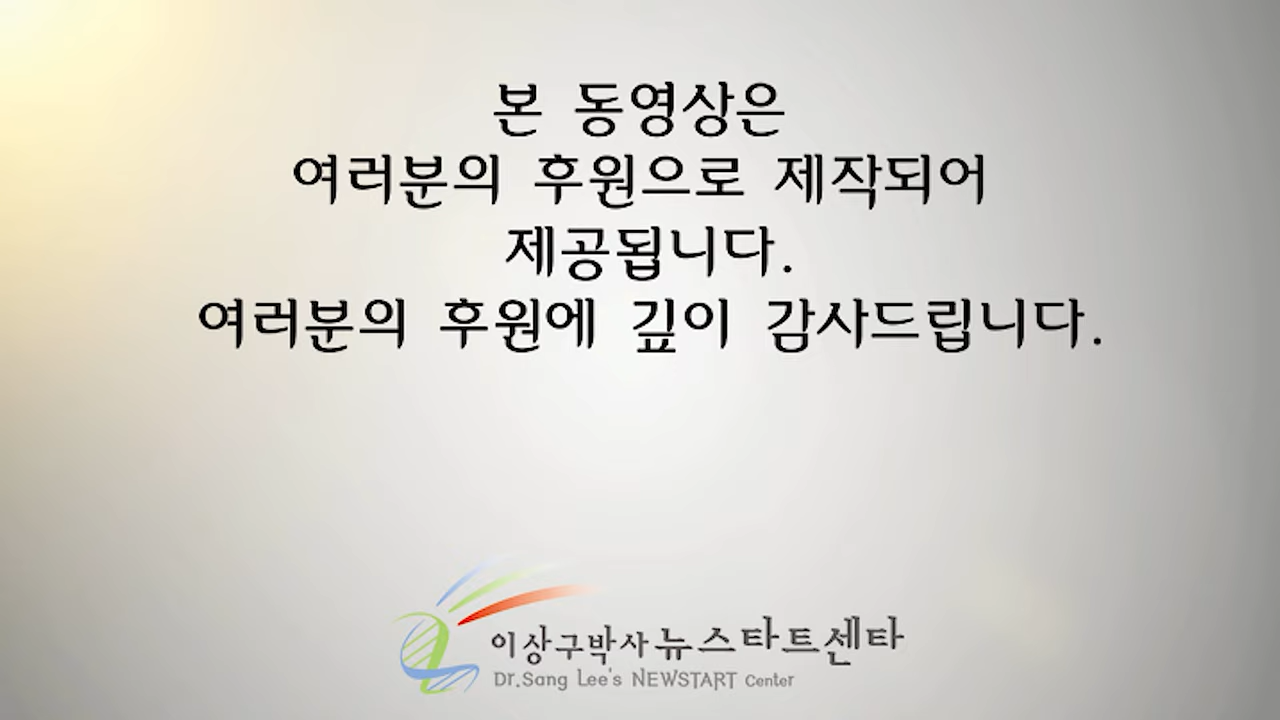 본 동영상은
여러분의 후원으로 제작되어
제공됩니다.
여러분의 후원에 깊이 감사드립니다.
이상구박사 뉴스타트센타
Dr.Sang Lee's NEWSTART Center